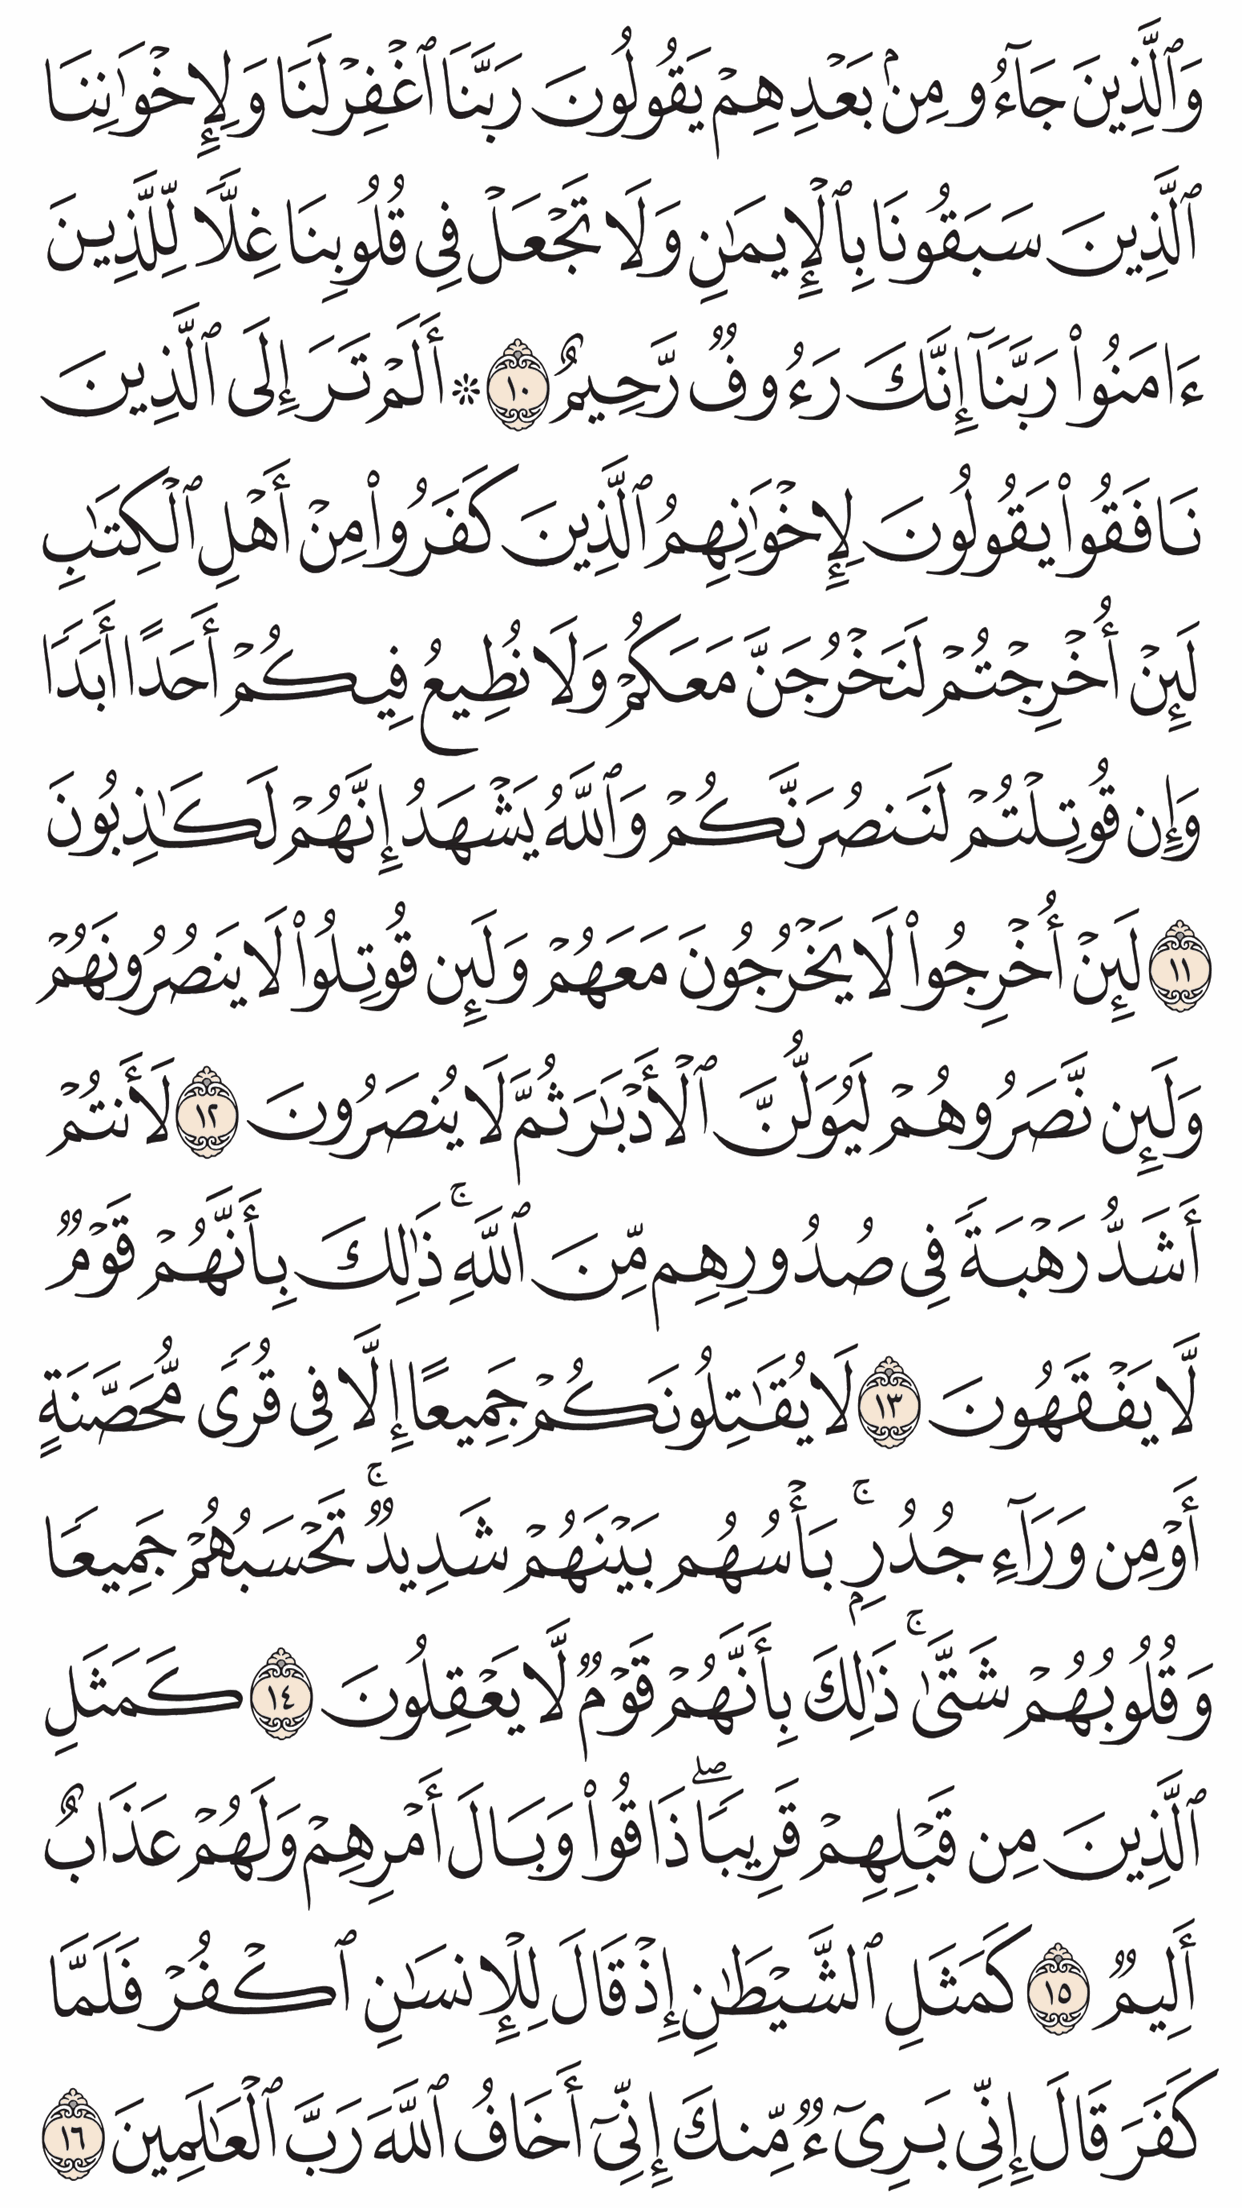 وَٱلَّذِينَ جَآءُو مِنۢ بَعْدِهِمْ يَقُولُونَ رَبَّنَا ٱغْفِرْ لَنَا وَلِإِخْوَٰنِنَا
ٱلَّذِينَ سَبَقُونَا بِٱلْإِيمَٰنِ وَلَا تَجْعَلْ فِى قُلُوبِنَا غِلًّا لِّلَّذِينَ
ءَامَنُوا۟ رَبَّنَآ إِنَّكَ رَءُوفٌ رَّحِيمٌ ١٠ ۞ أَلَمْ تَرَ إِلَى ٱلَّذِينَ
نَافَقُوا۟ يَقُولُونَ لِإِخْوَٰنِهِمُ ٱلَّذِينَ كَفَرُوا۟ مِنْ أَهْلِ ٱلْكِتَٰبِ
لَئِنْ أُخْرِجْتُمْ لَنَخْرُجَنَّ مَعَكُمْ وَلَا نُطِيعُ فِيكُمْ أَحَدًا أَبَدًا
وَإِن قُوتِلْتُمْ لَنَنصُرَنَّكُمْ وَٱللَّهُ يَشْهَدُ إِنَّهُمْ لَكَٰذِبُونَ
١١ لَئِنْ أُخْرِجُوا۟ لَا يَخْرُجُونَ مَعَهُمْ وَلَئِن قُوتِلُوا۟ لَا يَنصُرُونَهُمْ
وَلَئِن نَّصَرُوهُمْ لَيُوَلُّنَّ ٱلْأَدْبَٰرَ ثُمَّ لَا يُنصَرُونَ ١٢ لَأَنتُمْ
أَشَدُّ رَهْبَةً فِى صُدُورِهِم مِّنَ ٱللَّهِ ۚ ذَٰلِكَ بِأَنَّهُمْ قَوْمٌ
لَّا يَفْقَهُونَ ١٣ لَا يُقَٰتِلُونَكُمْ جَمِيعًا إِلَّا فِى قُرًى مُّحَصَّنَةٍ
أَوْ مِن وَرَآءِ جُدُرٍۭ ۚ بَأْسُهُم بَيْنَهُمْ شَدِيدٌ ۚ تَحْسَبُهُمْ جَمِيعًا
وَقُلُوبُهُمْ شَتَّىٰ ۚ ذَٰلِكَ بِأَنَّهُمْ قَوْمٌ لَّا يَعْقِلُونَ ١٤ كَمَثَلِ
ٱلَّذِينَ مِن قَبْلِهِمْ قَرِيبًا ۖ ذَاقُوا۟ وَبَالَ أَمْرِهِمْ وَلَهُمْ عَذَابٌ
أَلِيمٌ ١٥ كَمَثَلِ ٱلشَّيْطَٰنِ إِذْ قَالَ لِلْإِنسَٰنِ ٱكْفُرْ فَلَمَّا
كَفَرَ قَالَ إِنِّى بَرِىٓءٌ مِّنكَ إِنِّىٓ أَخَافُ ٱللَّهَ رَبَّ ٱلْعَٰلَمِينَ ١٦